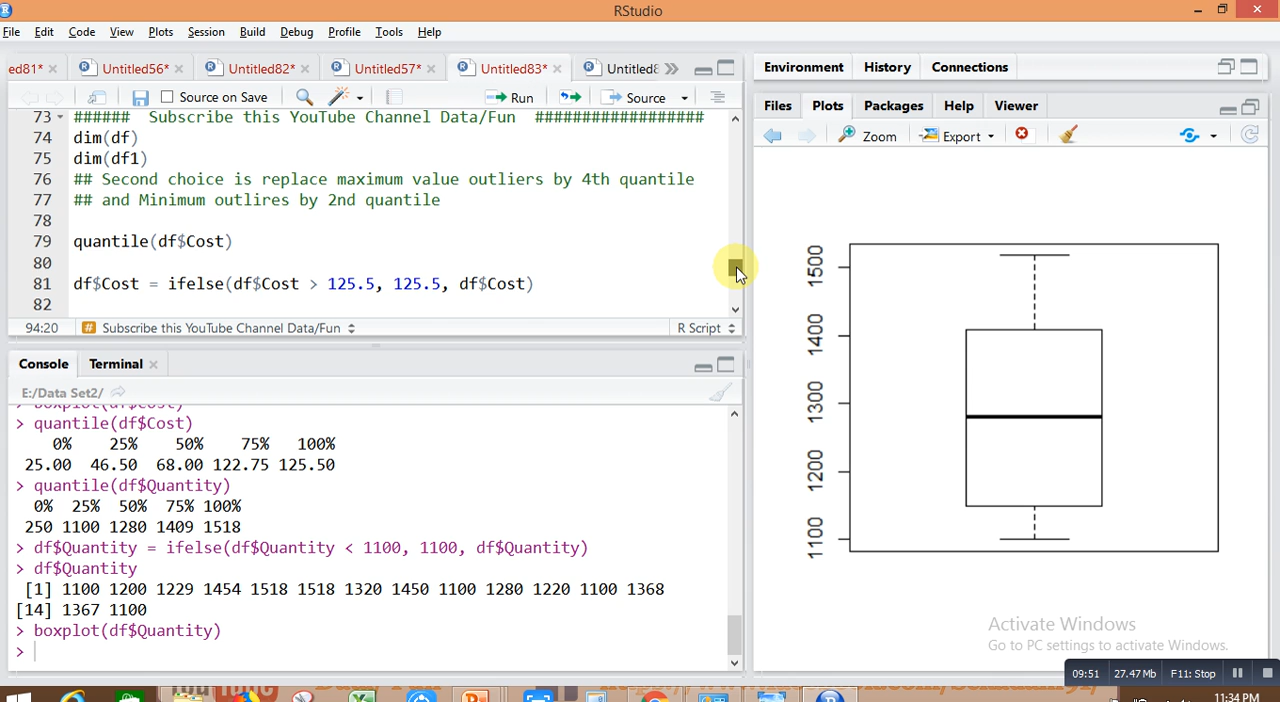 RStudio
File Edit Code View Plots Session Build Debug Profile Tools Help
ed81* Untitled56* Untitled82* Untitled57* Untitled83* Untitled8
Source on Save Run Source
73 ###### Subscribe this YouTube Channel Data/Fun ##################
74 dim(df)
75 dim(df1)
76 ## Second choice is replace maximum value outliers by 4th quantile
77 ## and Minimum outlires by 2nd quantile
78
79 quantile(df$Cost)
80
81 df$Cost = ifelse(df$Cost > 125.5, 125.5, df$Cost)
82
94:20 # Subscribe this YouTube Channel Data/Fun R Script
Console Terminal
E:/Data Set2/
> boxplot(df$Cost)
> quantile(df$Cost)
0% 25% 50% 75% 100%
25.00 46.50 68.00 122.75 125.50
> quantile(df$Quantity)
0% 25% 50% 75% 100%
250 1100 1280 1409 1518
> df$Quantity = ifelse(df$Quantity < 1100, 1100, df$Quantity)
> df$Quantity
[1] 1100 1200 1229 1454 1518 1518 1320 1450 1100 1280 1220 1100 1368
[14] 1367 1100
> boxplot(df$Quantity)
>
Environment History Connections
Files Plots Packages Help Viewer
Zoom Export
1500
1400
1300
1200
1100
Activate Windows
Go to PC settings to activate Windows.
09:51 27.47 MB F11: Stop
11:34 PM